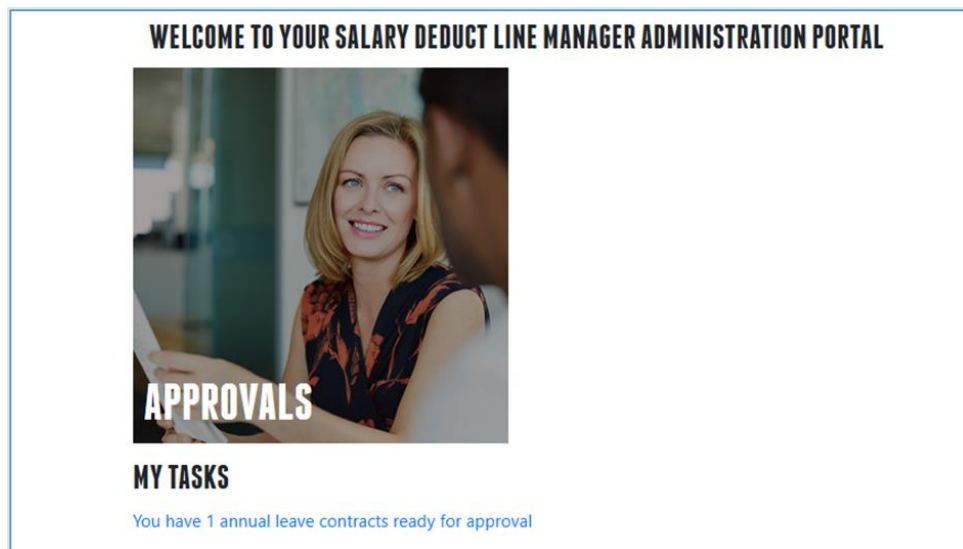 WELCOME TO YOUR SALARY DEDUCT LINE MANAGER ADMINISTRATION PORTAL
APPROVALS
MY TASKS
You have 1 annual leave contracts ready for approval